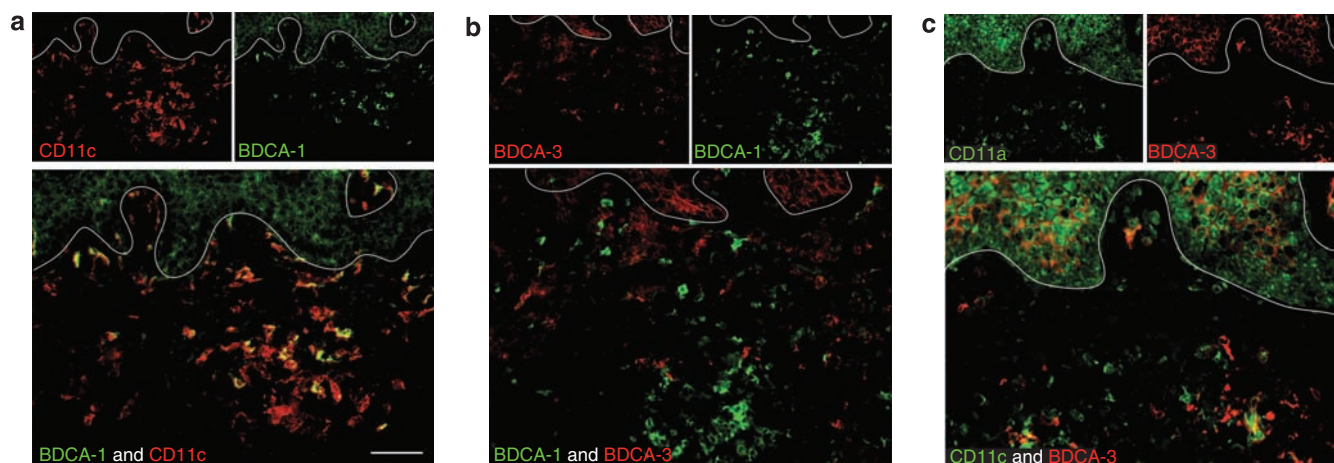 a
CD11c
BDCA-1
BDCA-1 and CD11c
b
BDCA-3
BDCA-1
BDCA-1 and BDCA-3
c
CD11a
BDCA-3
CD11c and BDCA-3